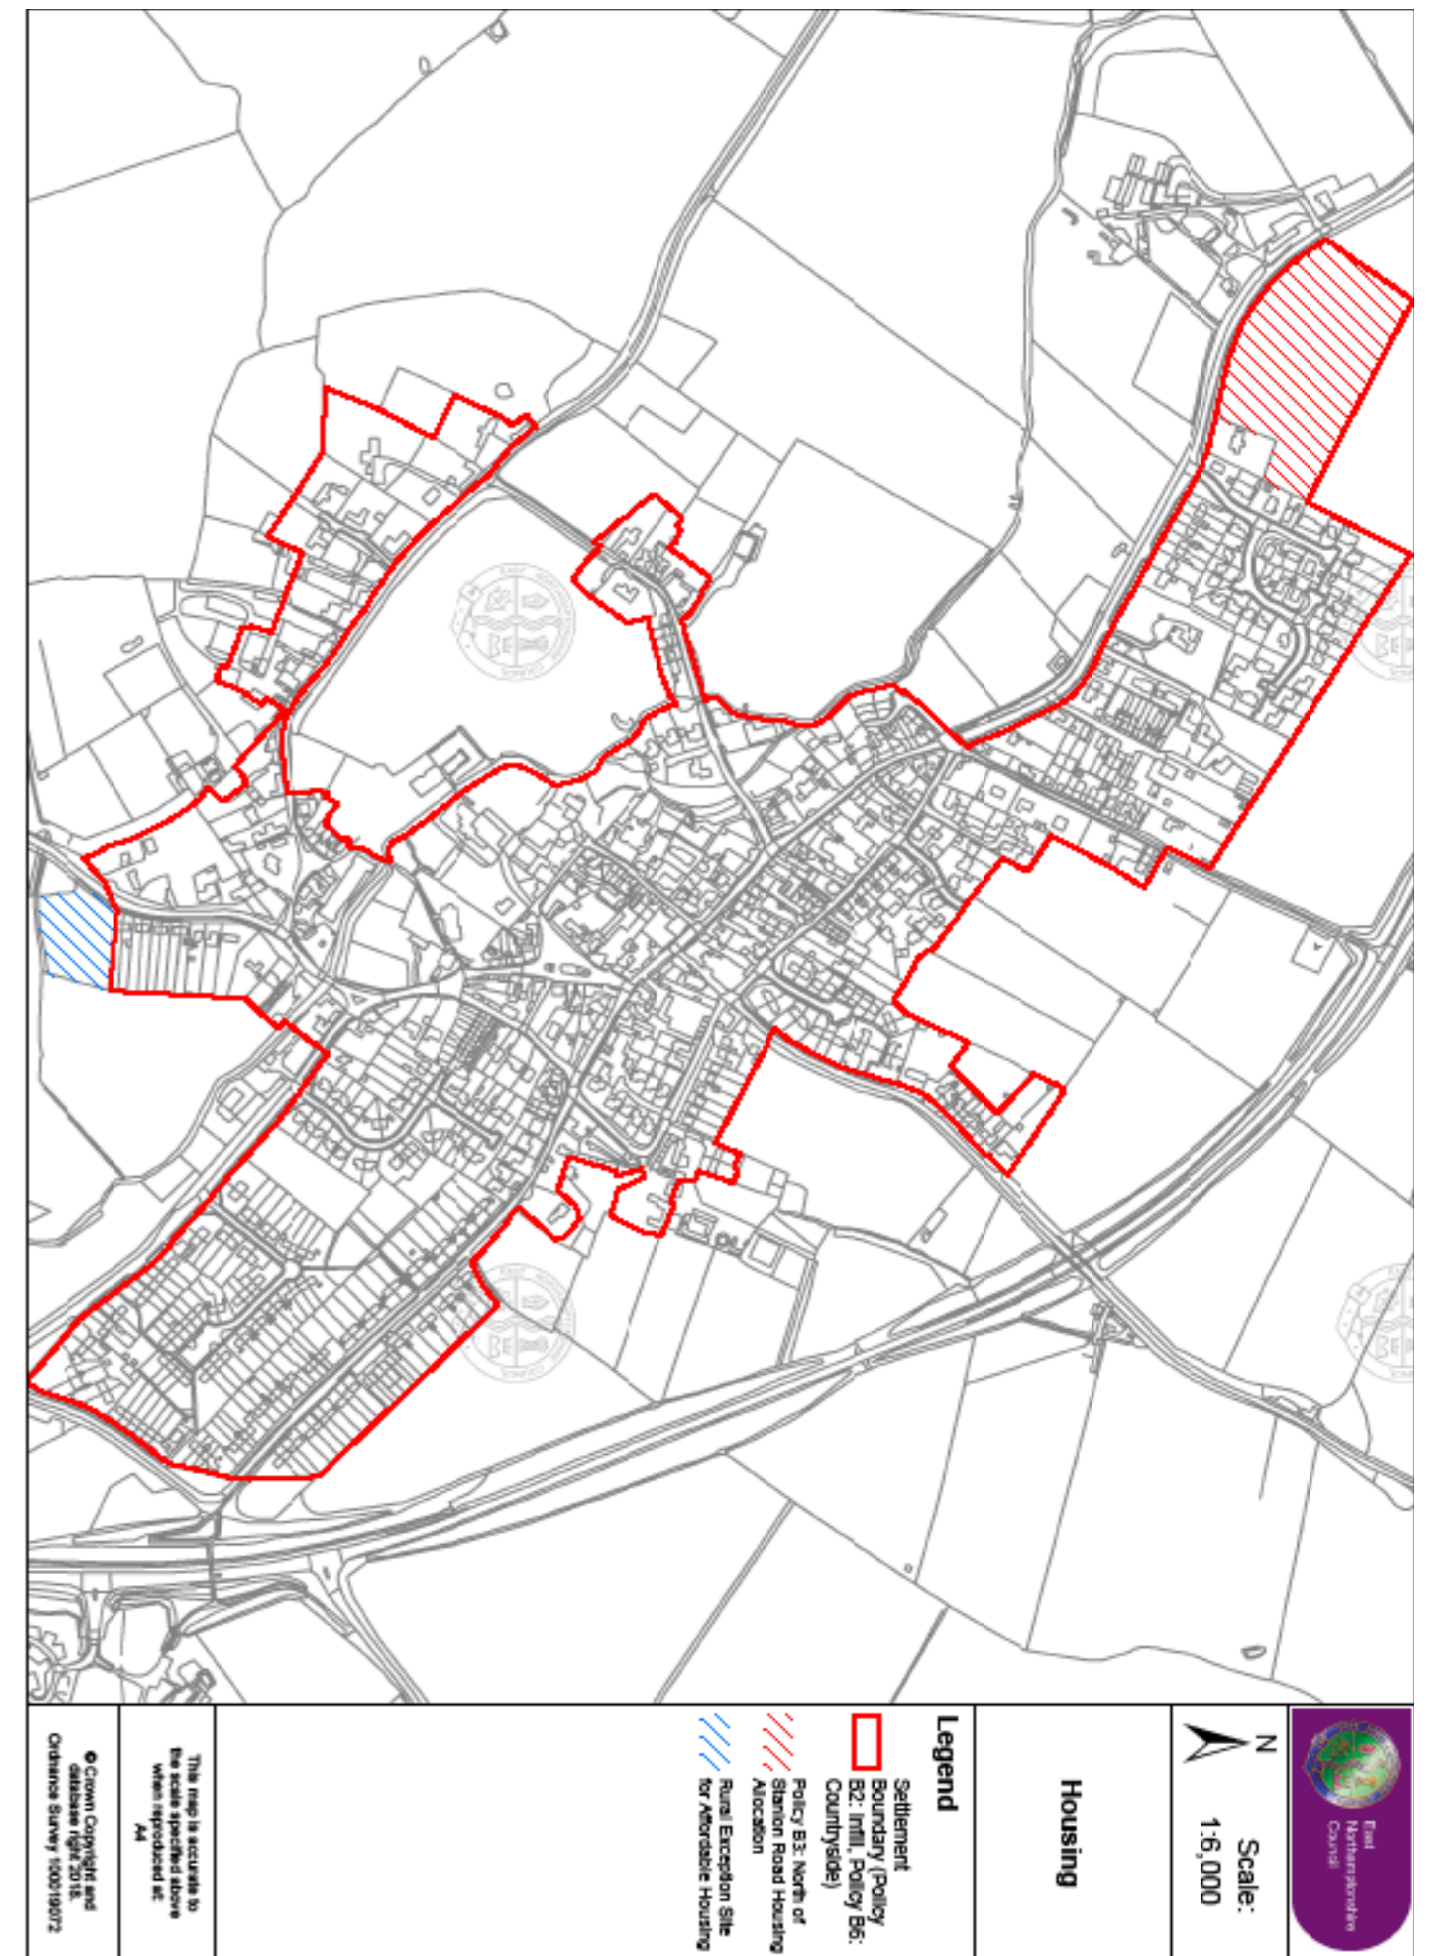 East
Northamptonshire
Council
N
Scale:
1:6,000
Housing
Legend
Settlement
Boundary (Policy
B2: Infill, Policy B6:
Countryside)
Policy B3: North of
Stanion Road Housing
Allocation
Rural Exception Site
for Affordable Housing
This map is accurate to
the scale specified above
when reproduced at:
A4
© Crown Copyright and
database right 2018.
Ordnance Survey 100019072